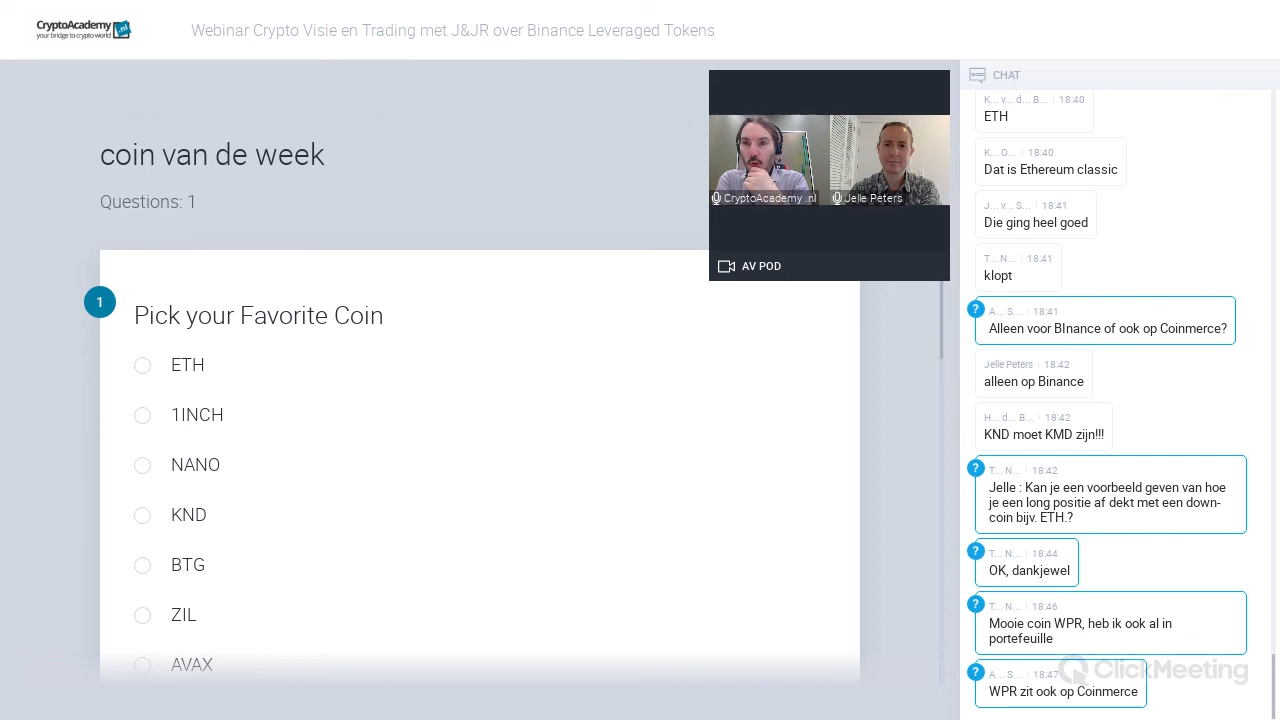 CryptoAcademy .nl
your bridge to crypto world
Webinar Crypto Visie en Trading met J&JR over Binance Leveraged Tokens
coin van de week
Questions: 1
1
Pick your Favorite Coin
ETH
1INCH
NANO
KND
BTG
ZIL
AVAX
CryptoAcademy .nl
Jelle Peters
AV POD
CHAT
K... v... d... B... 18:40
ETH
K... O... 18:40
Dat is Ethereum classic
J... v... S... 18:41
Die ging heel goed
T... N... 18:41
klopt
?
A... S... 18:41
Alleen voor BInance of ook op Coinmerce?
Jelle Peters 18:42
alleen op Binance
H... d... B... 18:42
KND moet KMD zijn!!!
?
T... N... 18:42
Jelle : Kan je een voorbeeld geven van hoe
je een long positie af dekt met een down-
coin bijv. ETH.?
?
T... N... 18:44
OK, dankjewel
?
T... N... 18:46
Mooie coin WPR, heb ik ook al in
portefeuille
?
A... S... 18:47
WPR zit ook op Coinmerce
ClickMeeting